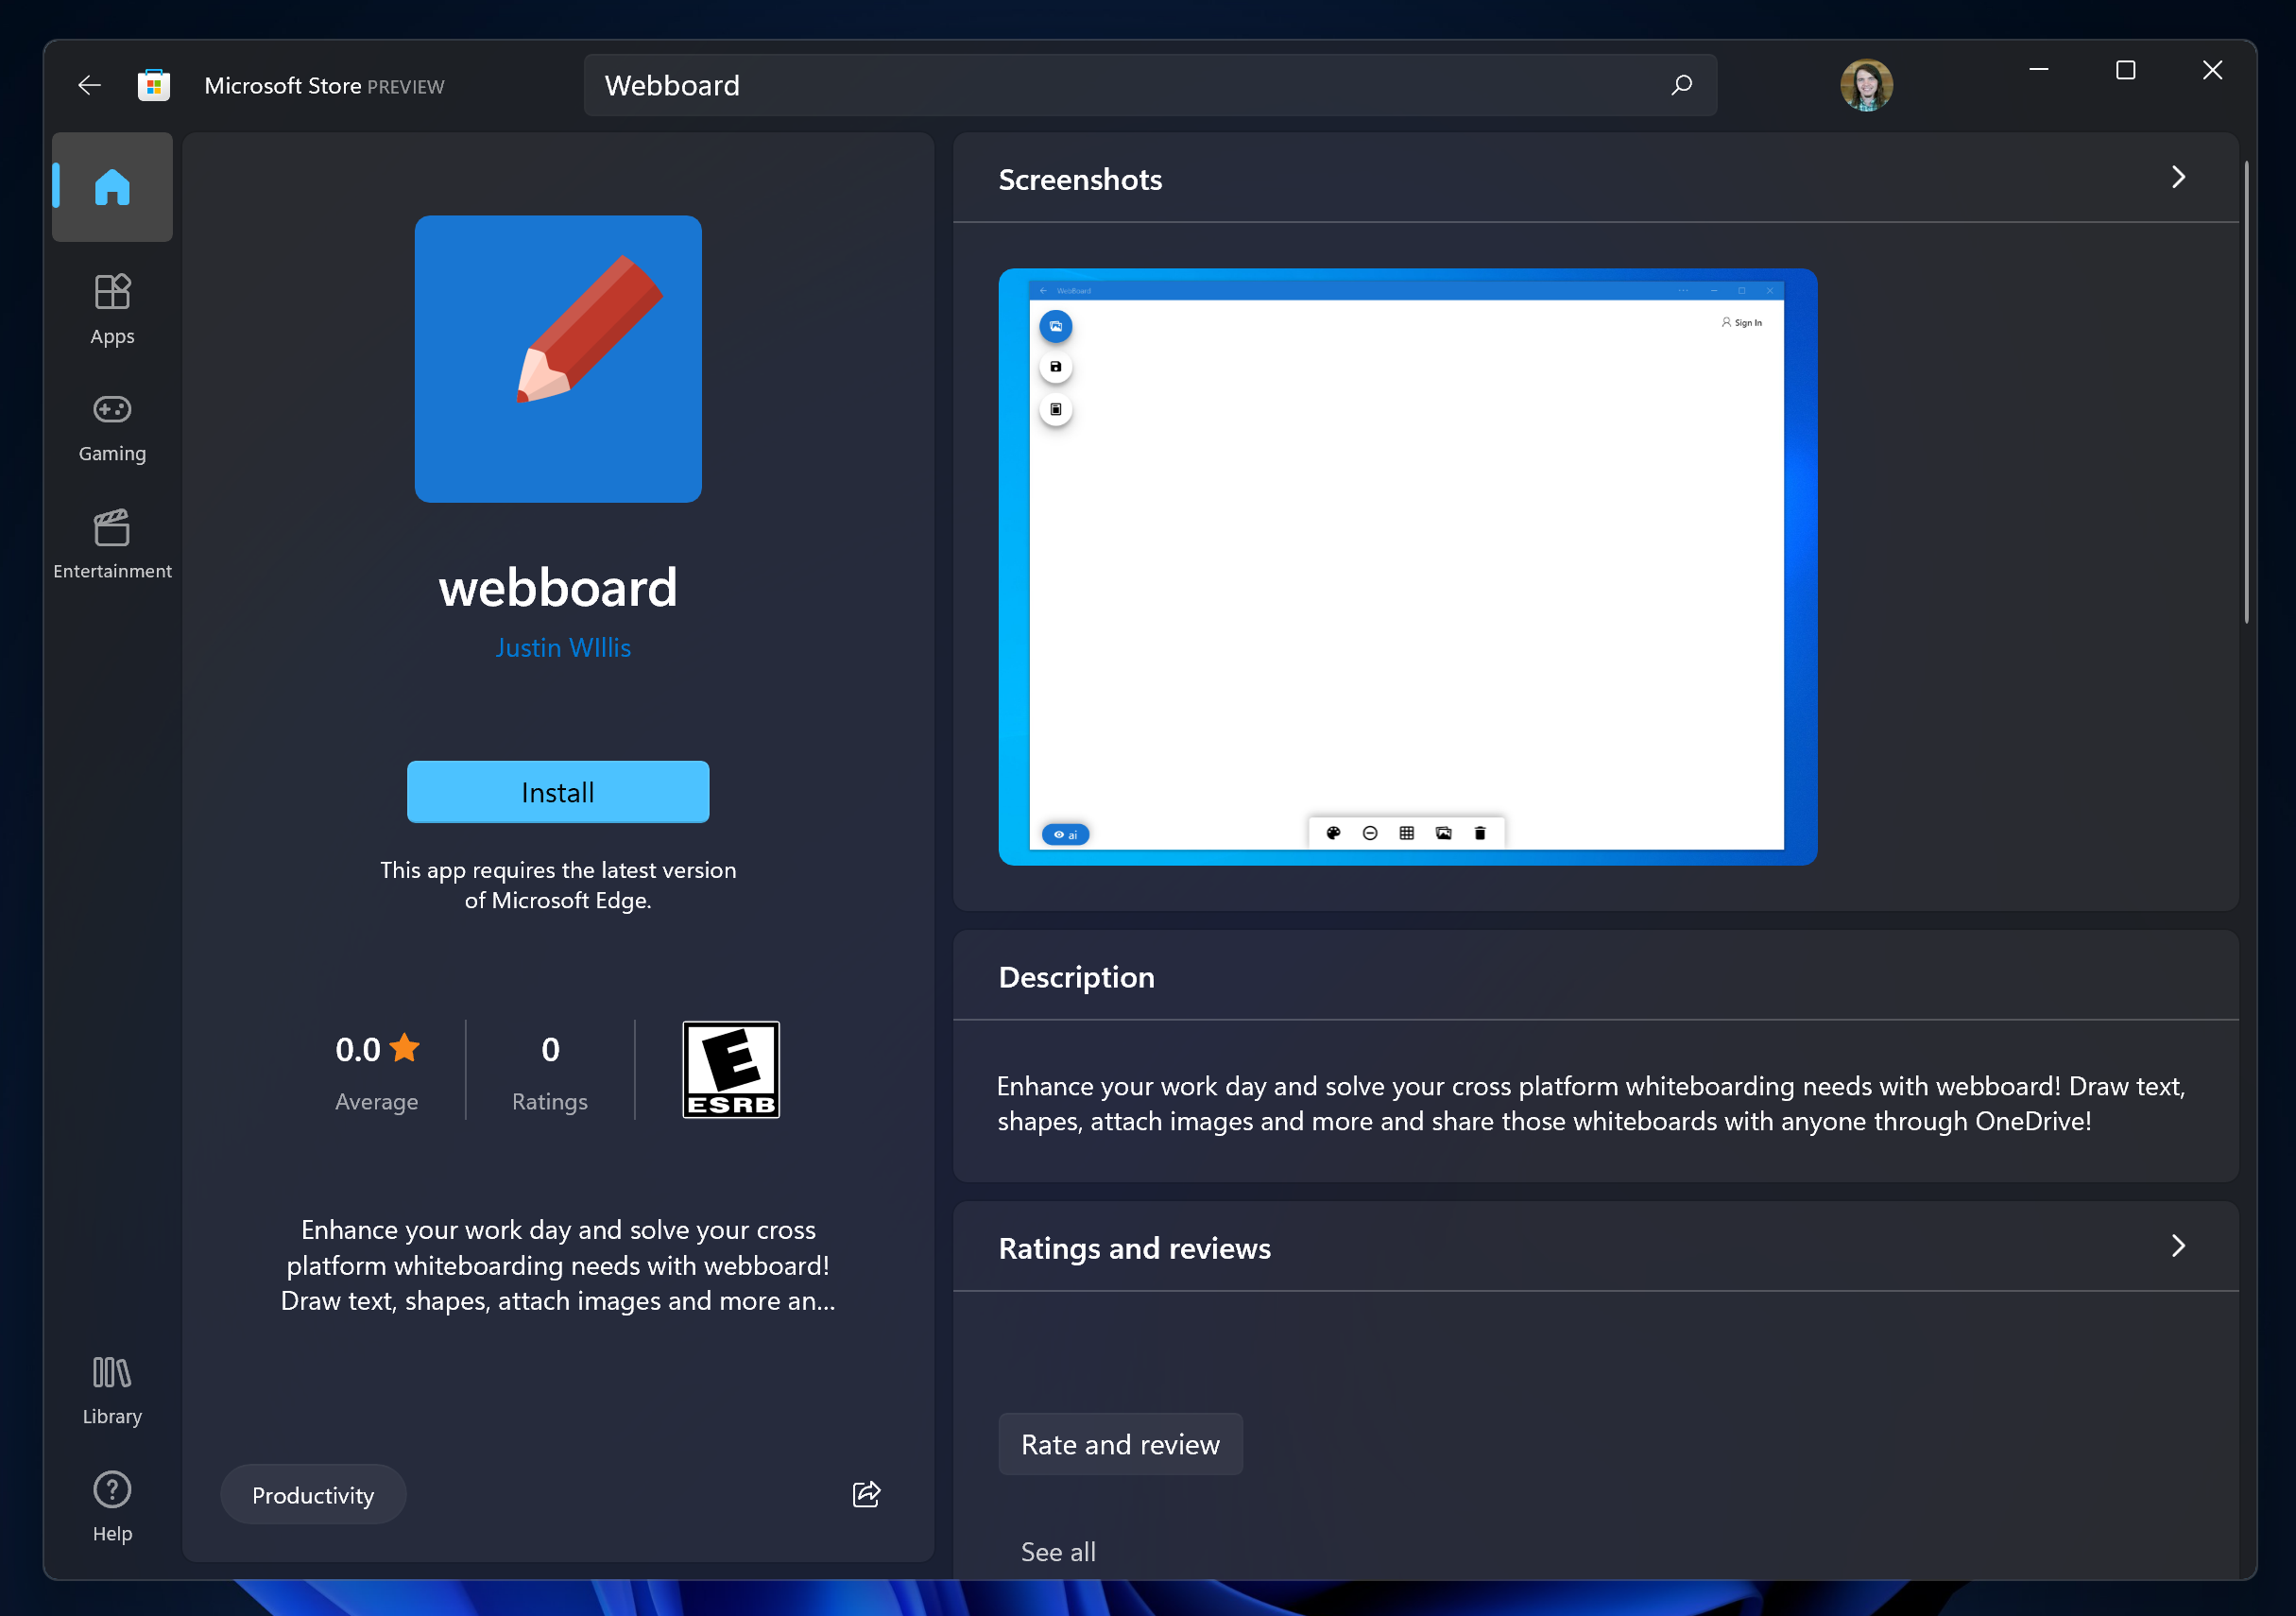 Microsoft Store PREVIEW
Webboard
Apps
Gaming
Entertainment
Library
Help
webboard
Justin WIllis
Install
This app requires the latest version
of Microsoft Edge.
0.0
Average
0
Ratings
E
ESRB
Enhance your work day and solve your cross
platform whiteboarding needs with webboard!
Draw text, shapes, attach images and more an...
Productivity
Screenshots
WebBoard
Sign In
ai
Description
Enhance your work day and solve your cross platform whiteboarding needs with webboard! Draw text,
shapes, attach images and more and share those whiteboards with anyone through OneDrive!
Ratings and reviews
Rate and review
See all